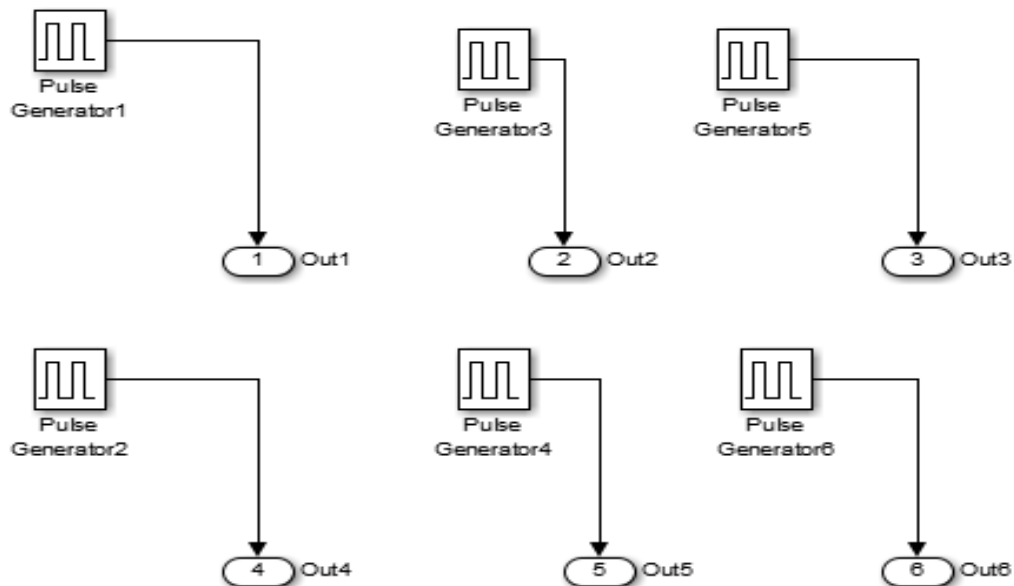 Pulse
Generator1
Pulse
Generator3
Pulse
Generator5
1 Out1
2 Out2
3 Out3
Pulse
Generator2
Pulse
Generator4
Pulse
Generator6
4 Out4
5 Out5
6 Out6